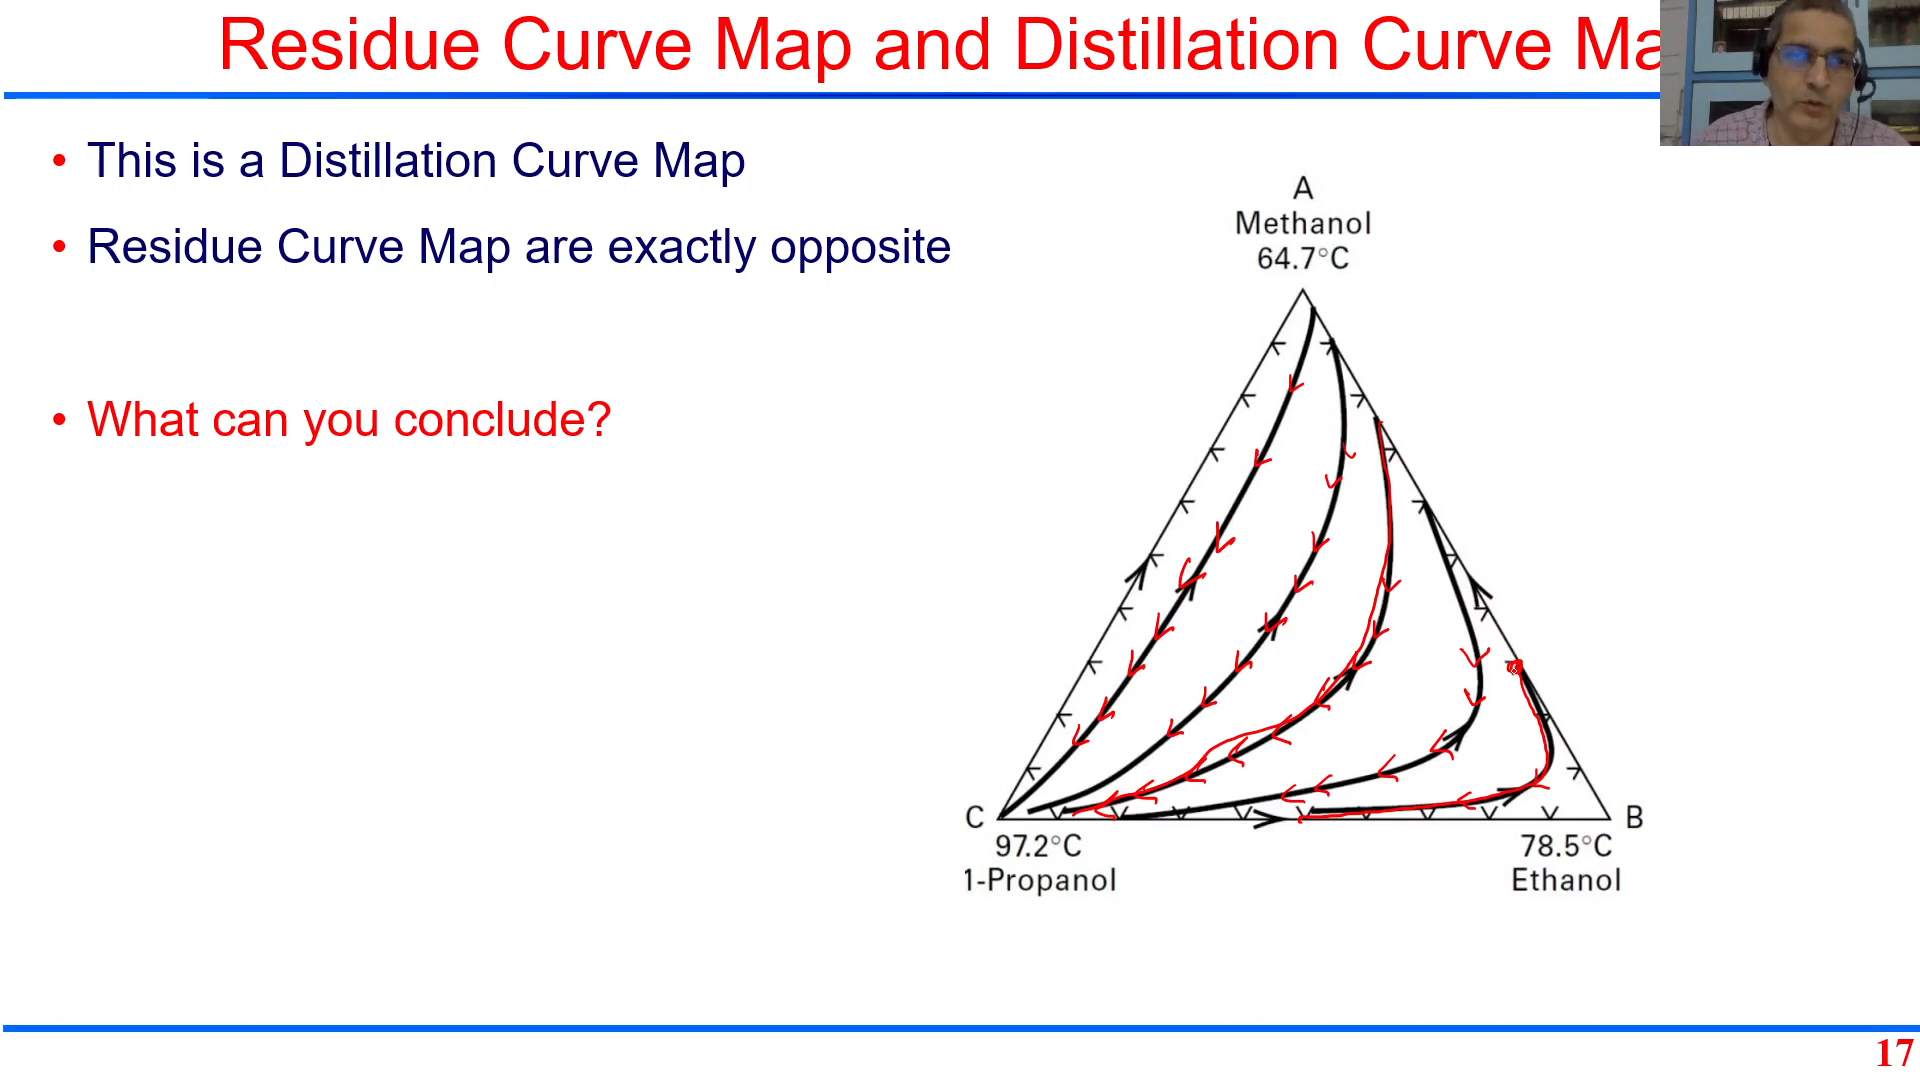 Residue Curve Map and Distillation Curve Ma
• This is a Distillation Curve Map
• Residue Curve Map are exactly opposite
• What can you conclude?
A
Methanol
64.7°C
C
B
97.2°C
78.5°C
1-Propanol
Ethanol
17